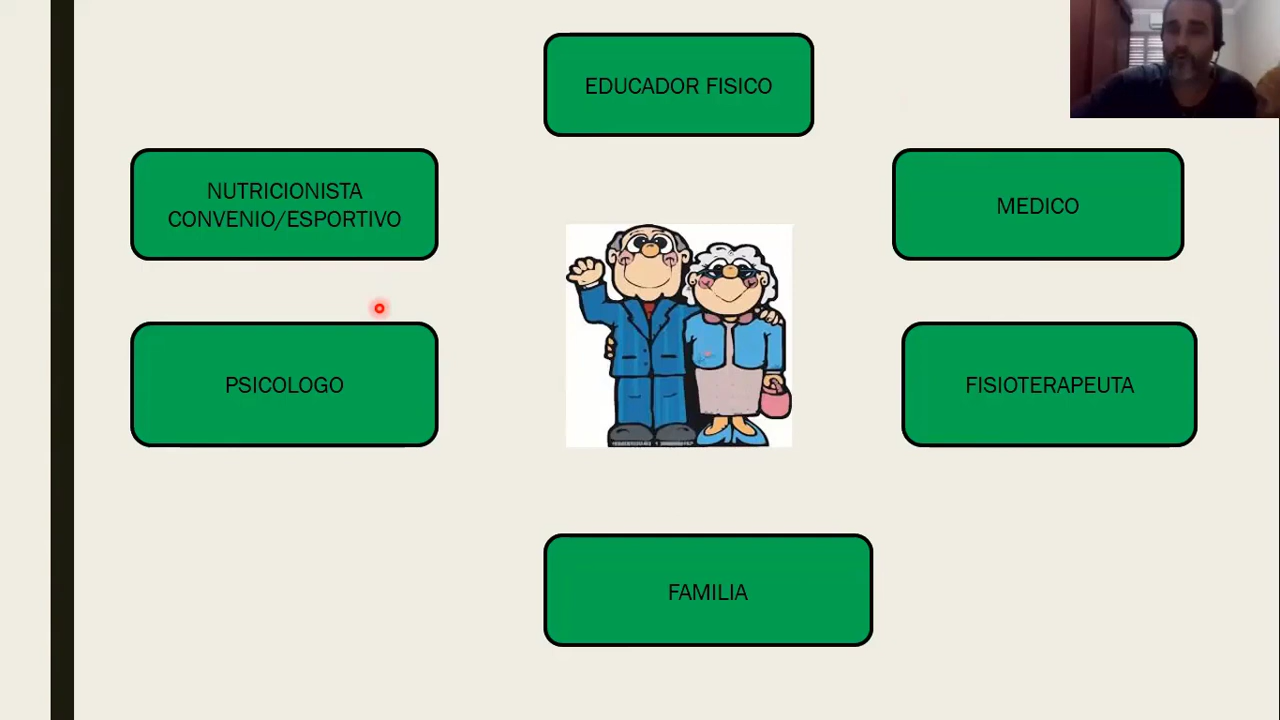 EDUCADOR FISICO
NUTRICIONISTA
CONVENIO/ESPORTIVO
MEDICO
PSICOLOGO
FISIOTERAPEUTA
FAMILIA